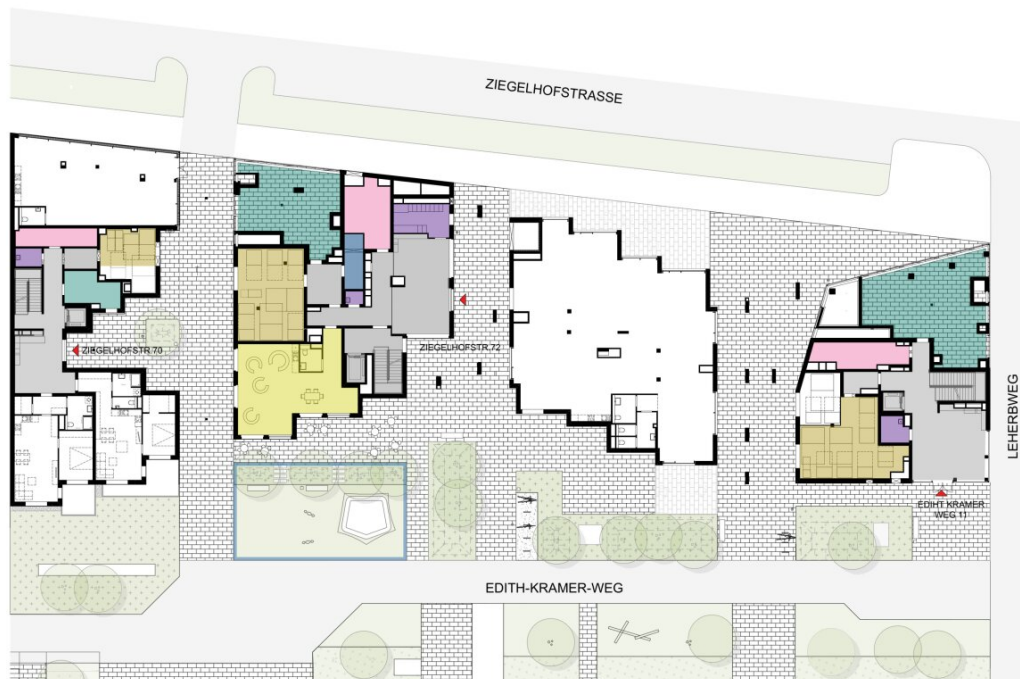 ZIEGELHOFSTRASSE
ZIEGELHOFSTR.70
ZIEGELHOFSTR.72
LEHERBWEG
EDIHT KRAMER
WEG 11
EDITH-KRAMER-WEG